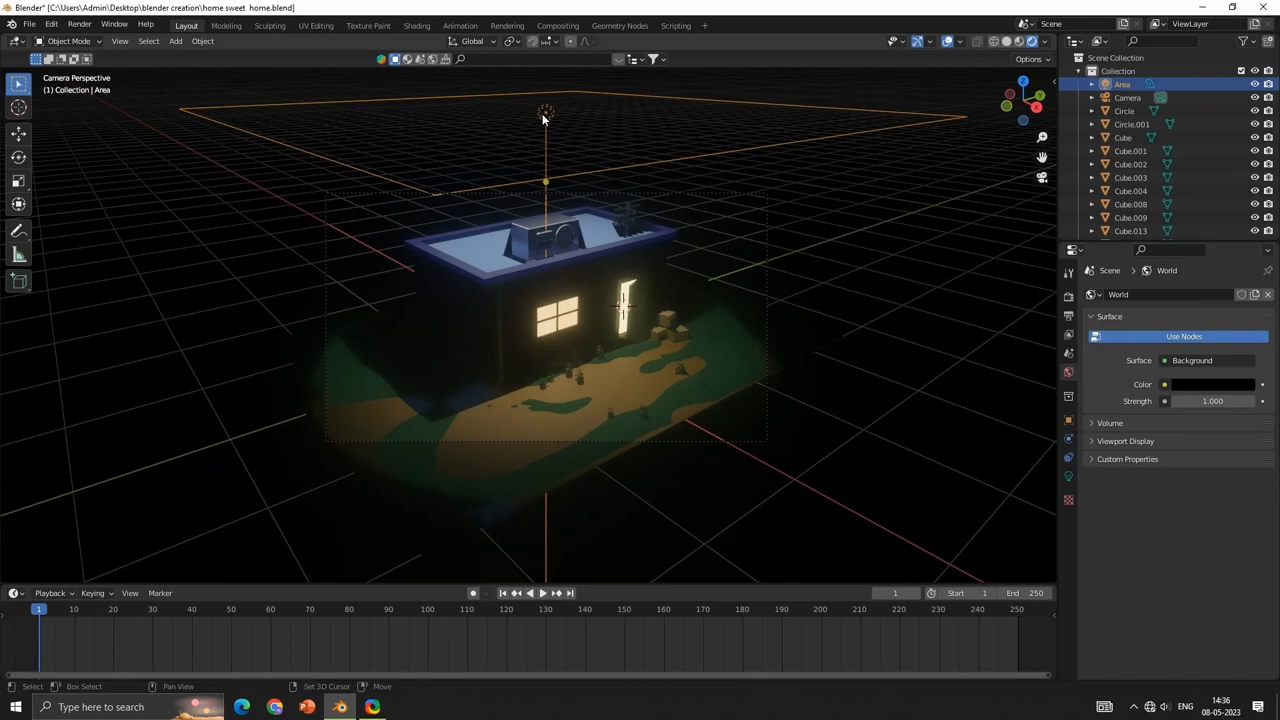 Blender* [C:\Users\Admin\Desktop\blender creation\home sweet  home.blend]
File Edit Render Window Help Layout Modeling Sculpting UV Editing Texture Paint Shading Animation Rendering Compositing Geometry Nodes Scripting + Scene ViewLayer
Object Mode View Select Add Object Global
Options
Camera Perspective
(1) Collection | Area
Scene Collection
Collection
Area
Camera
Circle
Circle.001
Cube
Cube.001
Cube.002
Cube.003
Cube.004
Cube.008
Cube.009
Cube.013
Scene World
World
Surface
Use Nodes
Surface Background
Color
Strength 1.000
Volume
Viewport Display
Custom Properties
Playback Keying View Marker 1 Start 1 End 250
1 10 20 30 40 50 60 70 80 90 100 110 120 130 140 150 160 170 180 190 200 210 220 230 240 250
Select Box Select Pan View Set 3D Cursor Move
Type here to search
ENG
14:36
08-05-2023